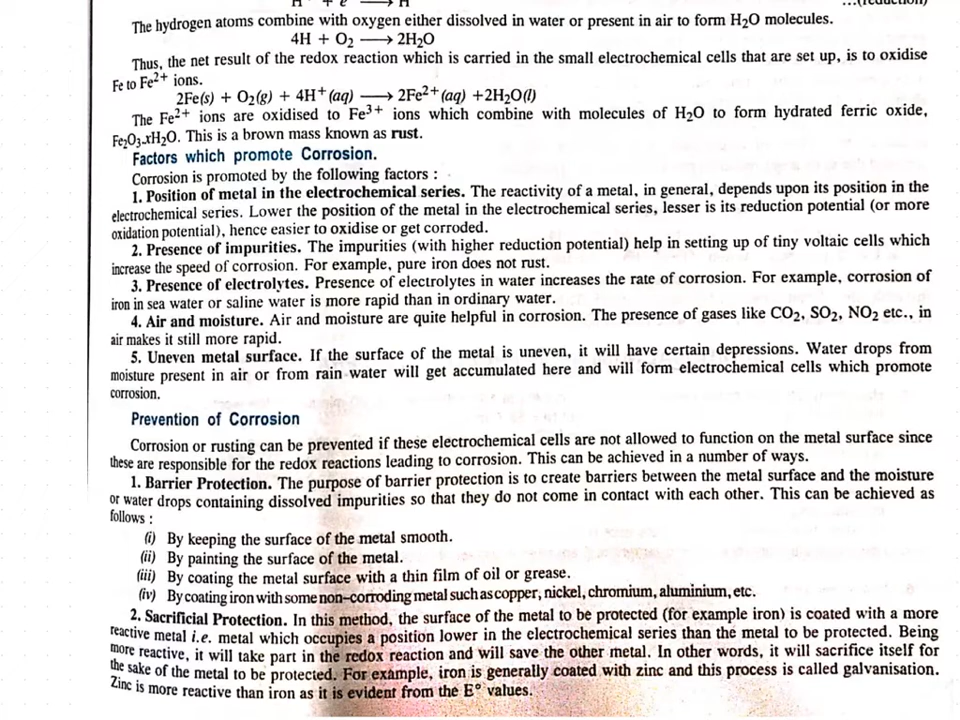 The hydrogen atoms combine with oxygen either dissolved in water or present in air to form H₂O molecules.
4H + O₂ ⟶ 2H₂O
Thus, the net result of the redox reaction which is carried in the small electrochemical cells that are set up, is to oxidise
Fe to Fe²⁺ ions.
2Fe(s) + O₂(g) + 4H⁺(aq) ⟶ 2Fe²⁺(aq) +2H₂O(l)
The Fe²⁺ ions are oxidised to Fe³⁺ ions which combine with molecules of H₂O to form hydrated ferric oxide,
Fe₂O₃.xH₂O. This is a brown mass known as rust.
Factors which promote Corrosion.
Corrosion is promoted by the following factors :
1. Position of metal in the electrochemical series. The reactivity of a metal, in general, depends upon its position in the
electrochemical series. Lower the position of the metal in the electrochemical series, lesser is its reduction potential (or more
oxidation potential), hence easier to oxidise or get corroded.
2. Presence of impurities. The impurities (with higher reduction potential) help in setting up of tiny voltaic cells which
increase the speed of corrosion. For example, pure iron does not rust.
3. Presence of electrolytes. Presence of electrolytes in water increases the rate of corrosion. For example, corrosion of
iron in sea water or saline water is more rapid than in ordinary water.
4. Air and moisture. Air and moisture are quite helpful in corrosion. The presence of gases like CO₂, SO₂, NO₂ etc., in
air makes it still more rapid.
5. Uneven metal surface. If the surface of the metal is uneven, it will have certain depressions. Water drops from
moisture present in air or from rain water will get accumulated here and will form electrochemical cells which promote
corrosion.
Prevention of Corrosion
Corrosion or rusting can be prevented if these electrochemical cells are not allowed to function on the metal surface since
these are responsible for the redox reactions leading to corrosion. This can be achieved in a number of ways.
1. Barrier Protection. The purpose of barrier protection is to create barriers between the metal surface and the moisture
or water drops containing dissolved impurities so that they do not come in contact with each other. This can be achieved as
follows :
(i) By keeping the surface of the metal smooth.
(ii) By painting the surface of the metal.
(iii) By coating the metal surface with a thin film of oil or grease.
(iv) By coating iron with some non-corroding metal such as copper, nickel, chromium, aluminium, etc.
2. Sacrificial Protection. In this method, the surface of the metal to be protected (for example iron) is coated with a more
reactive metal i.e. metal which occupies a position lower in the electrochemical series than the metal to be protected. Being
more reactive, it will take part in the redox reaction and will save the other metal. In other words, it will sacrifice itself for
the sake of the metal to be protected. For example, iron is generally coated with zinc and this process is called galvanisation.
Zinc is more reactive than iron as it is evident from the E° values.